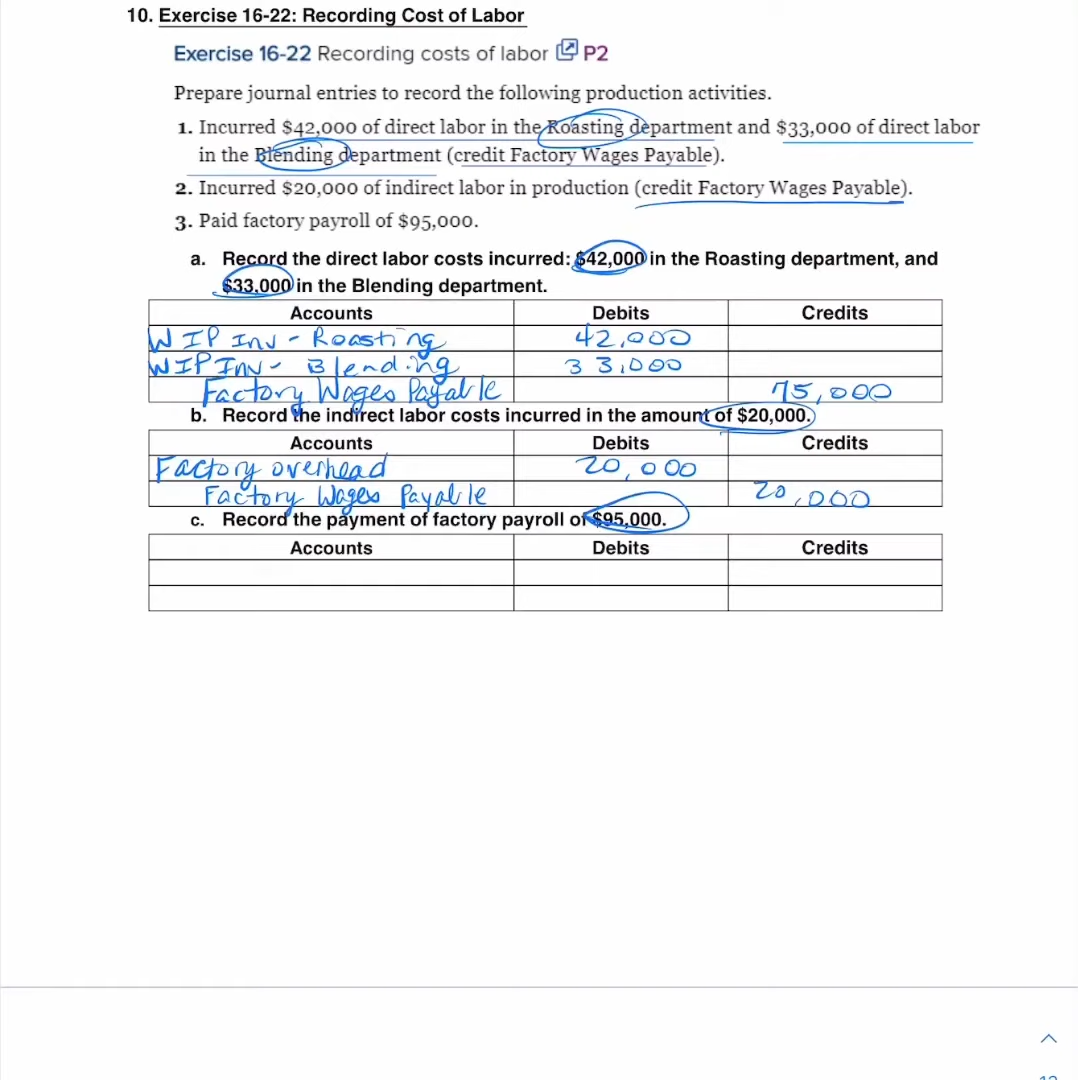 10. Exercise 16-22: Recording Cost of Labor
Exercise 16-22 Recording costs of labor P2
Prepare journal entries to record the following production activities.
1. Incurred $42,000 of direct labor in the Roasting department and $33,000 of direct labor
in the Blending department (credit Factory Wages Payable).
2. Incurred $20,000 of indirect labor in production (credit Factory Wages Payable).
3. Paid factory payroll of $95,000.
a. Record the direct labor costs incurred: $42,000 in the Roasting department, and
$33,000 in the Blending department.
Accounts Debits Credits
WIP Inv - Roasting 42,000
WIP Inv - Blending 33,000
Factory Wages Payable 75,000
b. Record the indirect labor costs incurred in the amount of $20,000.
Accounts Debits Credits
Factory overhead 20,000
Factory Wages Payable 20,000
c. Record the payment of factory payroll of $95,000.
Accounts Debits Credits